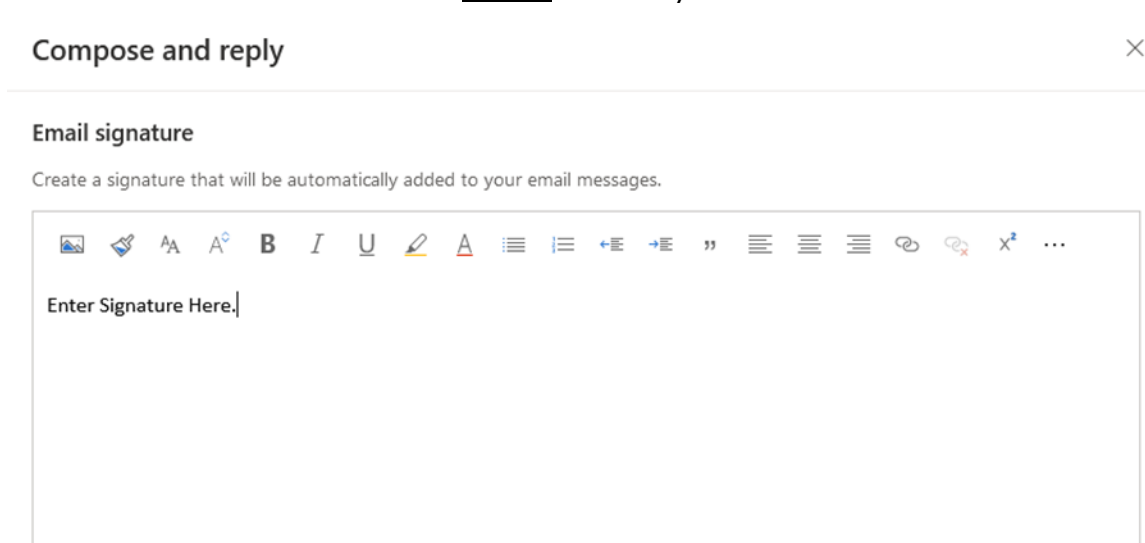 Compose and reply
Email signature
Create a signature that will be automatically added to your email messages.
Enter Signature Here.